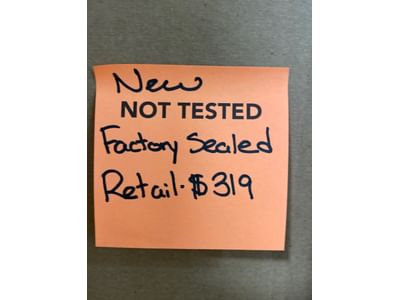 New
NOT TESTED
Factory Sealed
Retail·$319